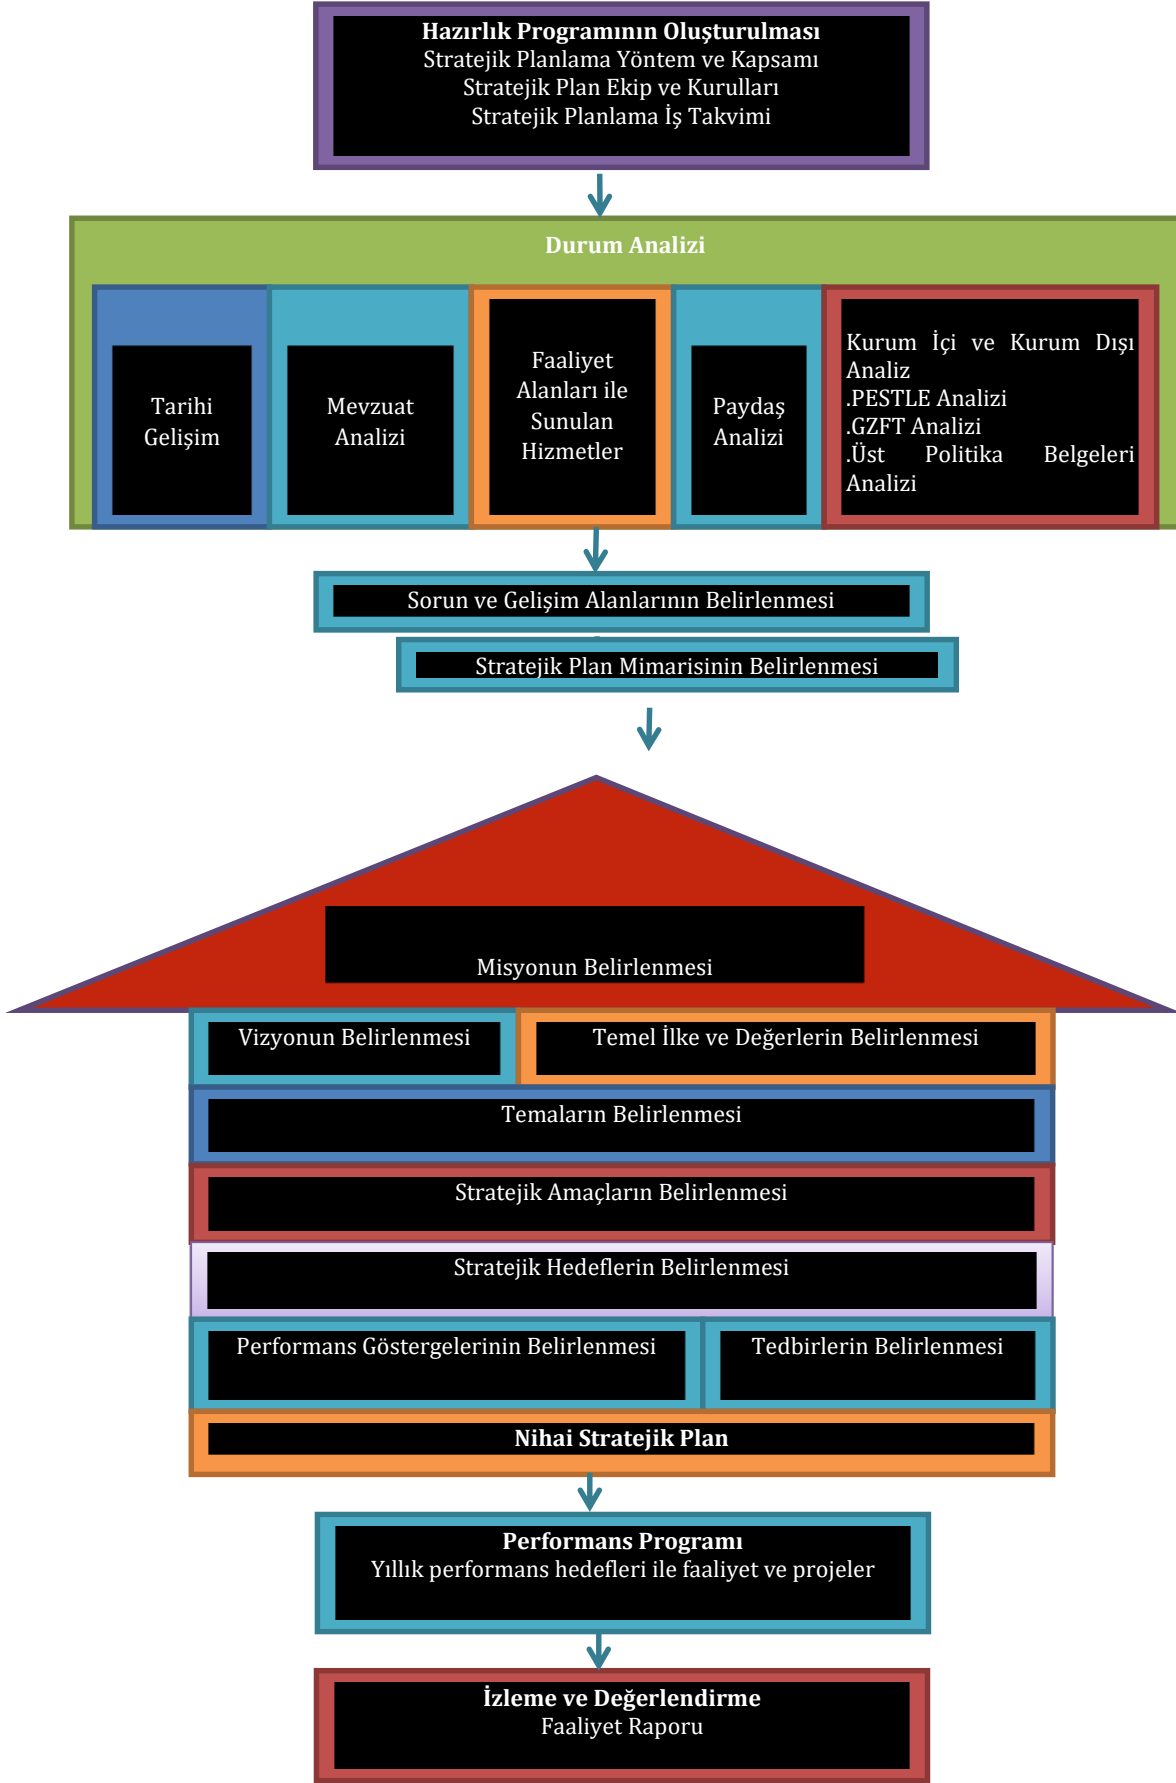 Hazırlık Programının Oluşturulması
Stratejik Planlama Yöntem ve Kapsamı
Stratejik Plan Ekip ve Kurulları
Stratejik Planlama İş Takvimi
Durum Analizi
Tarihi
Gelişim
Mevzuat
Analizi
Faaliyet
Alanları ile
Sunulan
Hizmetler
Paydaş
Analizi
Kurum İçi ve Kurum Dışı
Analiz
.PESTLE Analizi
.GZFT Analizi
.Üst Politika Belgeleri
Analizi
Sorun ve Gelişim Alanlarının Belirlenmesi
Stratejik Plan Mimarisinin Belirlenmesi
Misyonun Belirlenmesi
Vizyonun Belirlenmesi
Temel İlke ve Değerlerin Belirlenmesi
Temaların Belirlenmesi
Stratejik Amaçların Belirlenmesi
Stratejik Hedeflerin Belirlenmesi
Performans Göstergelerinin Belirlenmesi
Tedbirlerin Belirlenmesi
Nihai Stratejik Plan
Performans Programı
Yıllık performans hedefleri ile faaliyet ve projeler
İzleme ve Değerlendirme
Faaliyet Raporu